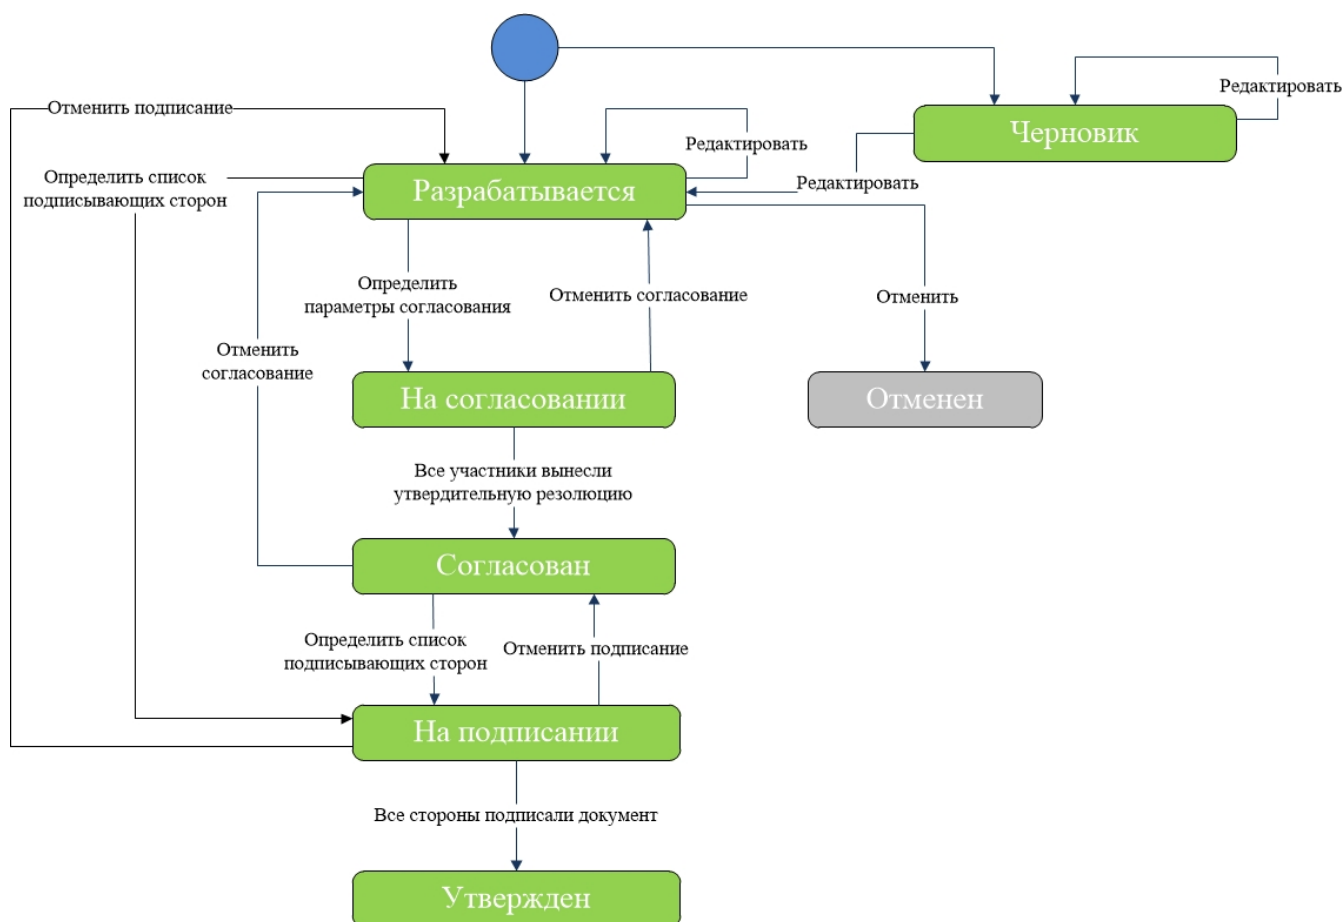 Редактировать
Отменить подписание
Черновик
Редактировать
Определить список
подписывающих сторон
Разрабатывается
Редактировать
Определить
параметры согласования
Отменить согласование
Отменить
Отменить
согласование
На согласовании
Отменен
Все участники вынесли
утвердительную резолюцию
Согласован
Определить список
подписывающих сторон
Отменить подписание
На подписании
Все стороны подписали документ
Утвержден